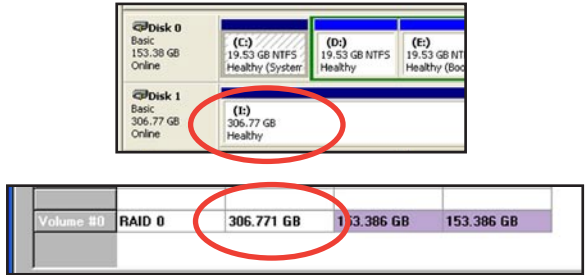 Disk 0
Basic
153.38 GB
Online
(C:)
19.53 GB NTFS
Healthy (System
(D:)
19.53 GB NTFS
Healthy
(E:)
19.53 GB NT
Healthy (Boo
Disk 1
Basic
306.77 GB
Online
(I:)
306.77 GB
Healthy
Volume #0 RAID 0 306.771 GB 153.386 GB 153.386 GB